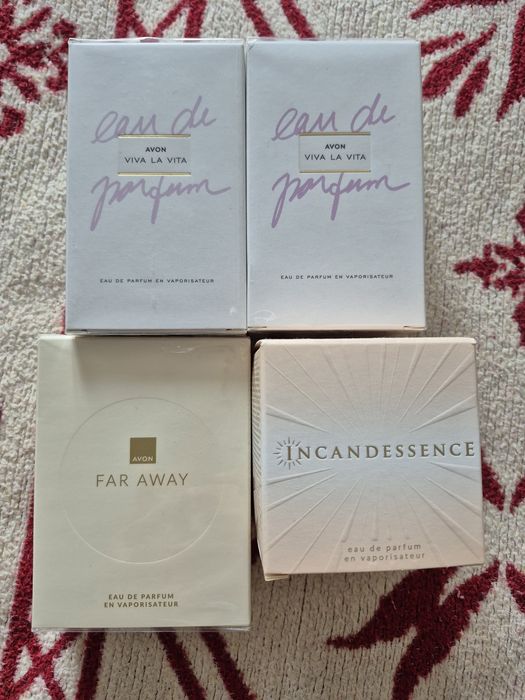 eau de
AVON
VIVA LA VITA
parfum
EAU DE PARFUM EN VAPORISATEUR
eau de
AVON
VIVA LA VITA
parfum
EAU DE PARFUM EN VAPORISATEUR
AVON
FAR AWAY
EAU DE PARFUM
EN VAPORISATEUR
INCANDESSENCE
eau de parfum
en vaporisateur